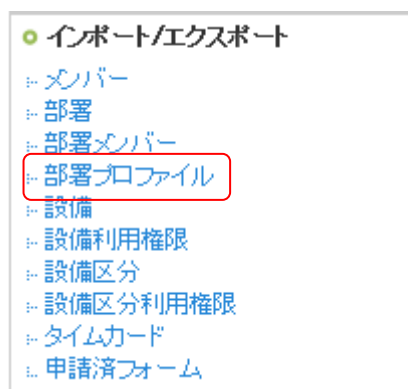 インポート/エクスポート
メンバー
部署
部署メンバー
部署プロファイル
設備
設備利用権限
設備区分
設備区分利用権限
タイムカード
申請済フォーム